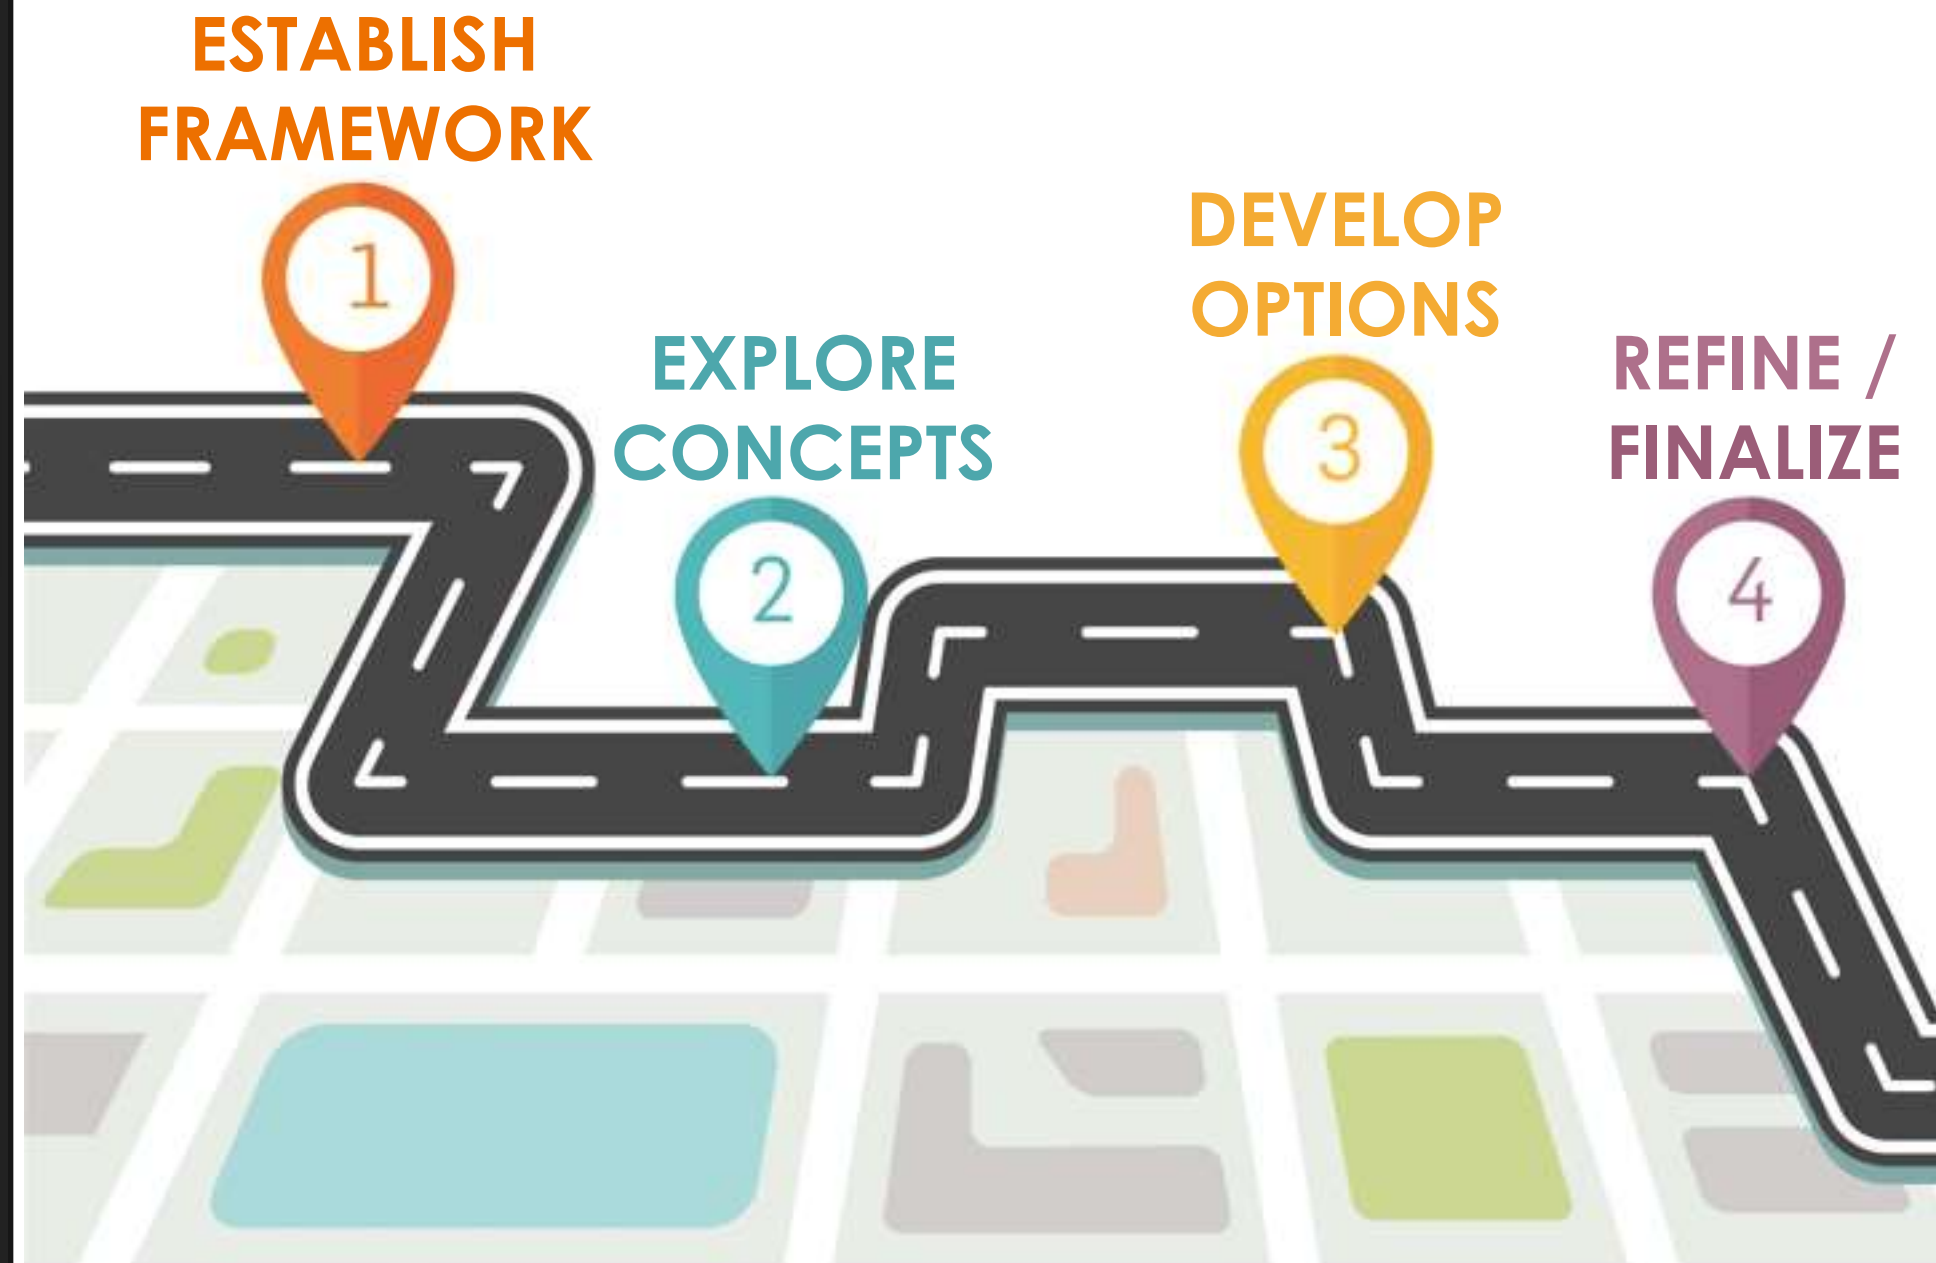 ESTABLISH
FRAMEWORK
1
EXPLORE
CONCEPTS
2
DEVELOP
OPTIONS
3
REFINE /
FINALIZE
4